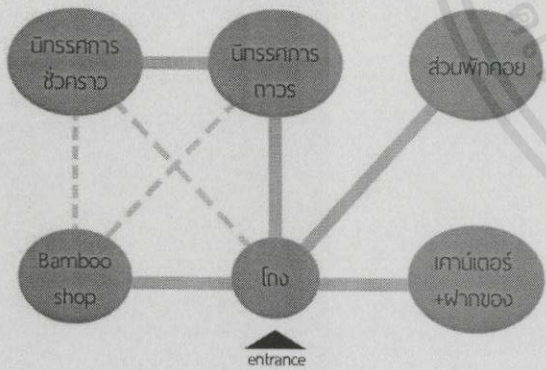 นิทรรศการ
ชั่วคราว
นิทรรศการ
ถาวร
ส่วนพักคอย
Bamboo
shop
โถง
เคาน์เตอร์
+ฝากของ
entrance